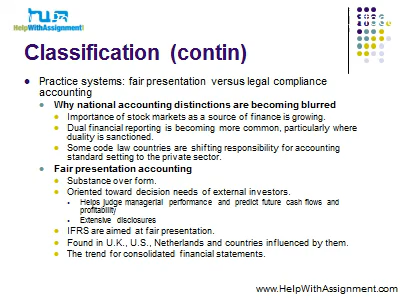 HelpWithAssignment!
Classification (contin)
Practice systems: fair presentation versus legal compliance
accounting
Why national accounting distinctions are becoming blurred
Importance of stock markets as a source of finance is growing.
Dual financial reporting is becoming more common, particularly where
duality is sanctioned.
Some code law countries are shifting responsibility for accounting
standard setting to the private sector.
Fair presentation accounting
Substance over form.
Oriented toward decision needs of external investors.
Helps judge managerial performance and predict future cash flows and
profitability
Extensive disclosures
IFRS are aimed at fair presentation.
Found in U.K., U.S., Netherlands and countries influenced by them.
The trend for consolidated financial statements.
www.HelpWithAssignment.com